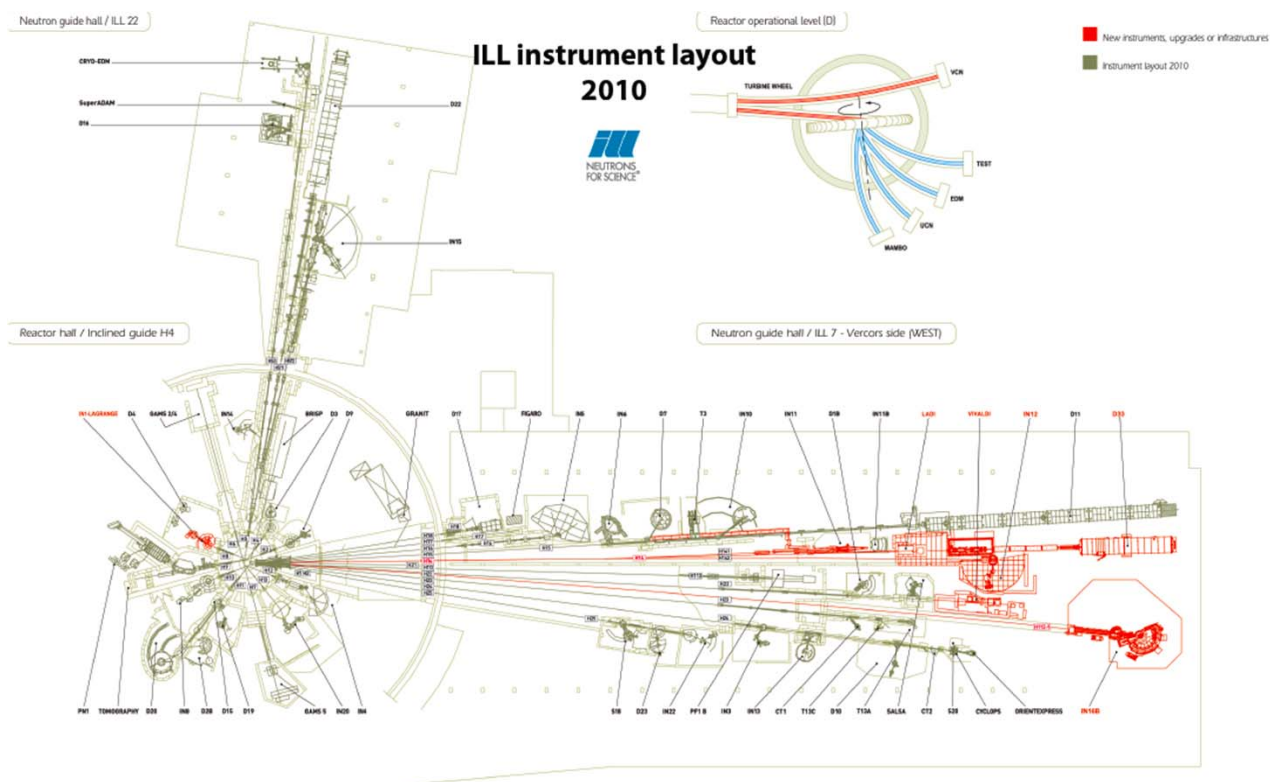 Neutron guide hall / ILL 22
ILL instrument layout
2010
Reactor operational level (D)
New instruments, upgrades or infrastructures
Instrument layout 2010
ill
NEUTRONS
FOR SCIENCE®
CRYO-EDM
SuperADAM
D16
D22
IN15
TURBINE WHEEL
VCN
TEST
EDM
UCN
MAMBO
Reactor hall / Inclined guide H4
Neutron guide hall / ILL 7 - Vercors side (WEST)
IN1-LAGRANGE
D4
GAMS 2/4
IN14
BRISP
D3
D9
GRANIT
D17
FIGARO
IN5
IN6
D7
T3
IN10
IN11
D1B
IN11B
LADI
VIVALDI
IN12
D11
D33
PN1
TOMOGRAPHY
D20
IN8
D2B
D15
D19
GAMS 5
IN20
IN4
S18
D23
IN22
PF1 B
IN3
IN13
CT1
T13C
D10
T13A
SALSA
CT2
S20
CYCLOPS
ORIENTEXPRESS
IN16B